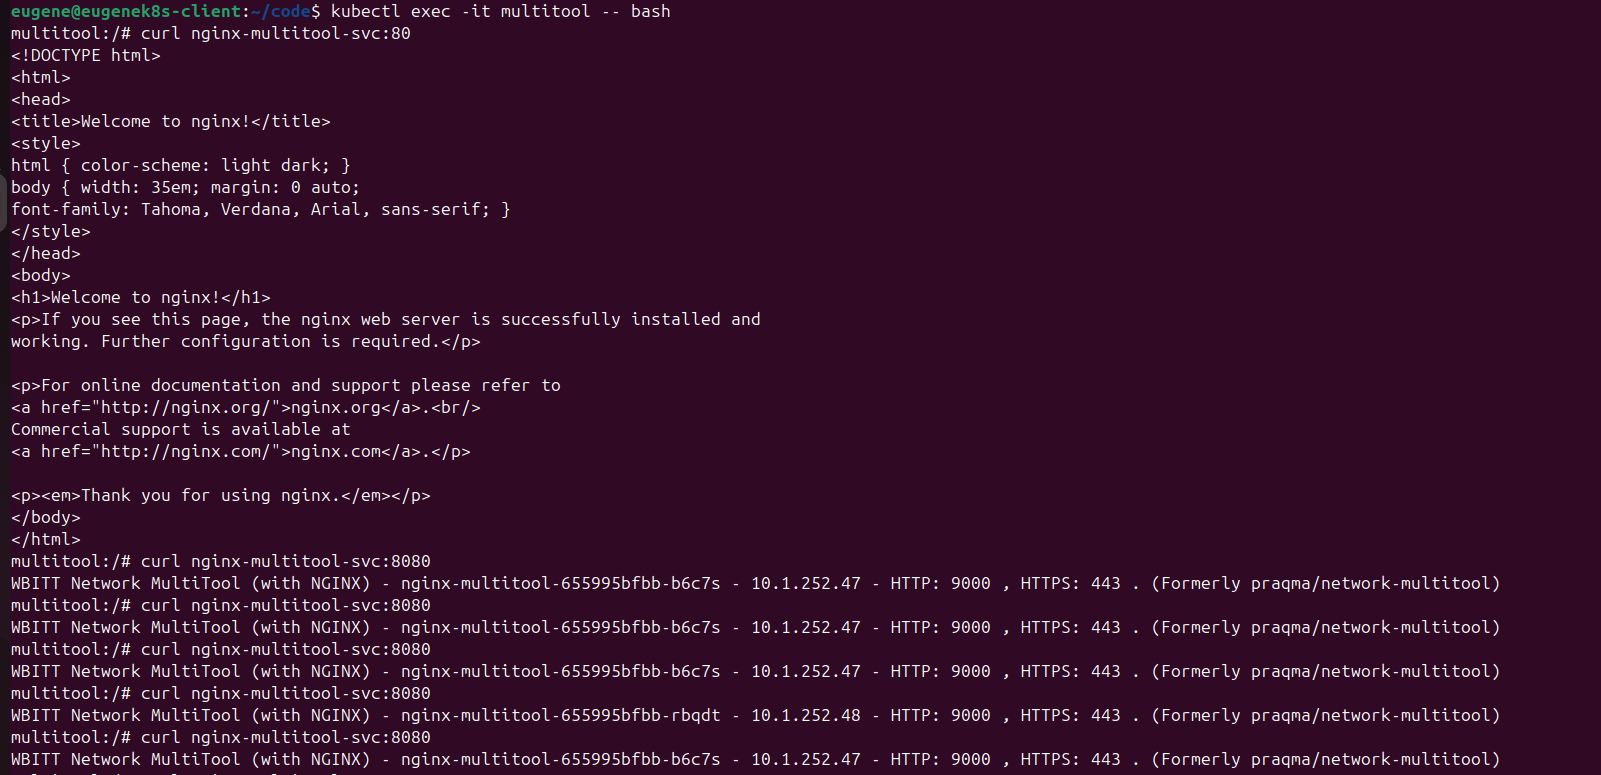 eugene@eugenek8s-client:~/code$ kubectl exec -it multitool -- bash
multitool:/# curl nginx-multitool-svc:80
<!DOCTYPE html>
<html>
<head>
<title>Welcome to nginx!</title>
<style>
html { color-scheme: light dark; }
body { width: 35em; margin: 0 auto;
font-family: Tahoma, Verdana, Arial, sans-serif; }
</style>
</head>
<body>
<h1>Welcome to nginx!</h1>
<p>If you see this page, the nginx web server is successfully installed and
working. Further configuration is required.</p>

<p>For online documentation and support please refer to
<a href="http://nginx.org/">nginx.org</a>.<br/>
Commercial support is available at
<a href="http://nginx.com/">nginx.com</a>.</p>

<p><em>Thank you for using nginx.</em></p>
</body>
</html>
multitool:/# curl nginx-multitool-svc:8080
WBITT Network MultiTool (with NGINX) - nginx-multitool-655995bfbb-b6c7s - 10.1.252.47 - HTTP: 9000 , HTTPS: 443 . (Formerly praqma/network-multitool)
multitool:/# curl nginx-multitool-svc:8080
WBITT Network MultiTool (with NGINX) - nginx-multitool-655995bfbb-b6c7s - 10.1.252.47 - HTTP: 9000 , HTTPS: 443 . (Formerly praqma/network-multitool)
multitool:/# curl nginx-multitool-svc:8080
WBITT Network MultiTool (with NGINX) - nginx-multitool-655995bfbb-b6c7s - 10.1.252.47 - HTTP: 9000 , HTTPS: 443 . (Formerly praqma/network-multitool)
multitool:/# curl nginx-multitool-svc:8080
WBITT Network MultiTool (with NGINX) - nginx-multitool-655995bfbb-rbqdt - 10.1.252.48 - HTTP: 9000 , HTTPS: 443 . (Formerly praqma/network-multitool)
multitool:/# curl nginx-multitool-svc:8080
WBITT Network MultiTool (with NGINX) - nginx-multitool-655995bfbb-b6c7s - 10.1.252.47 - HTTP: 9000 , HTTPS: 443 . (Formerly praqma/network-multitool)